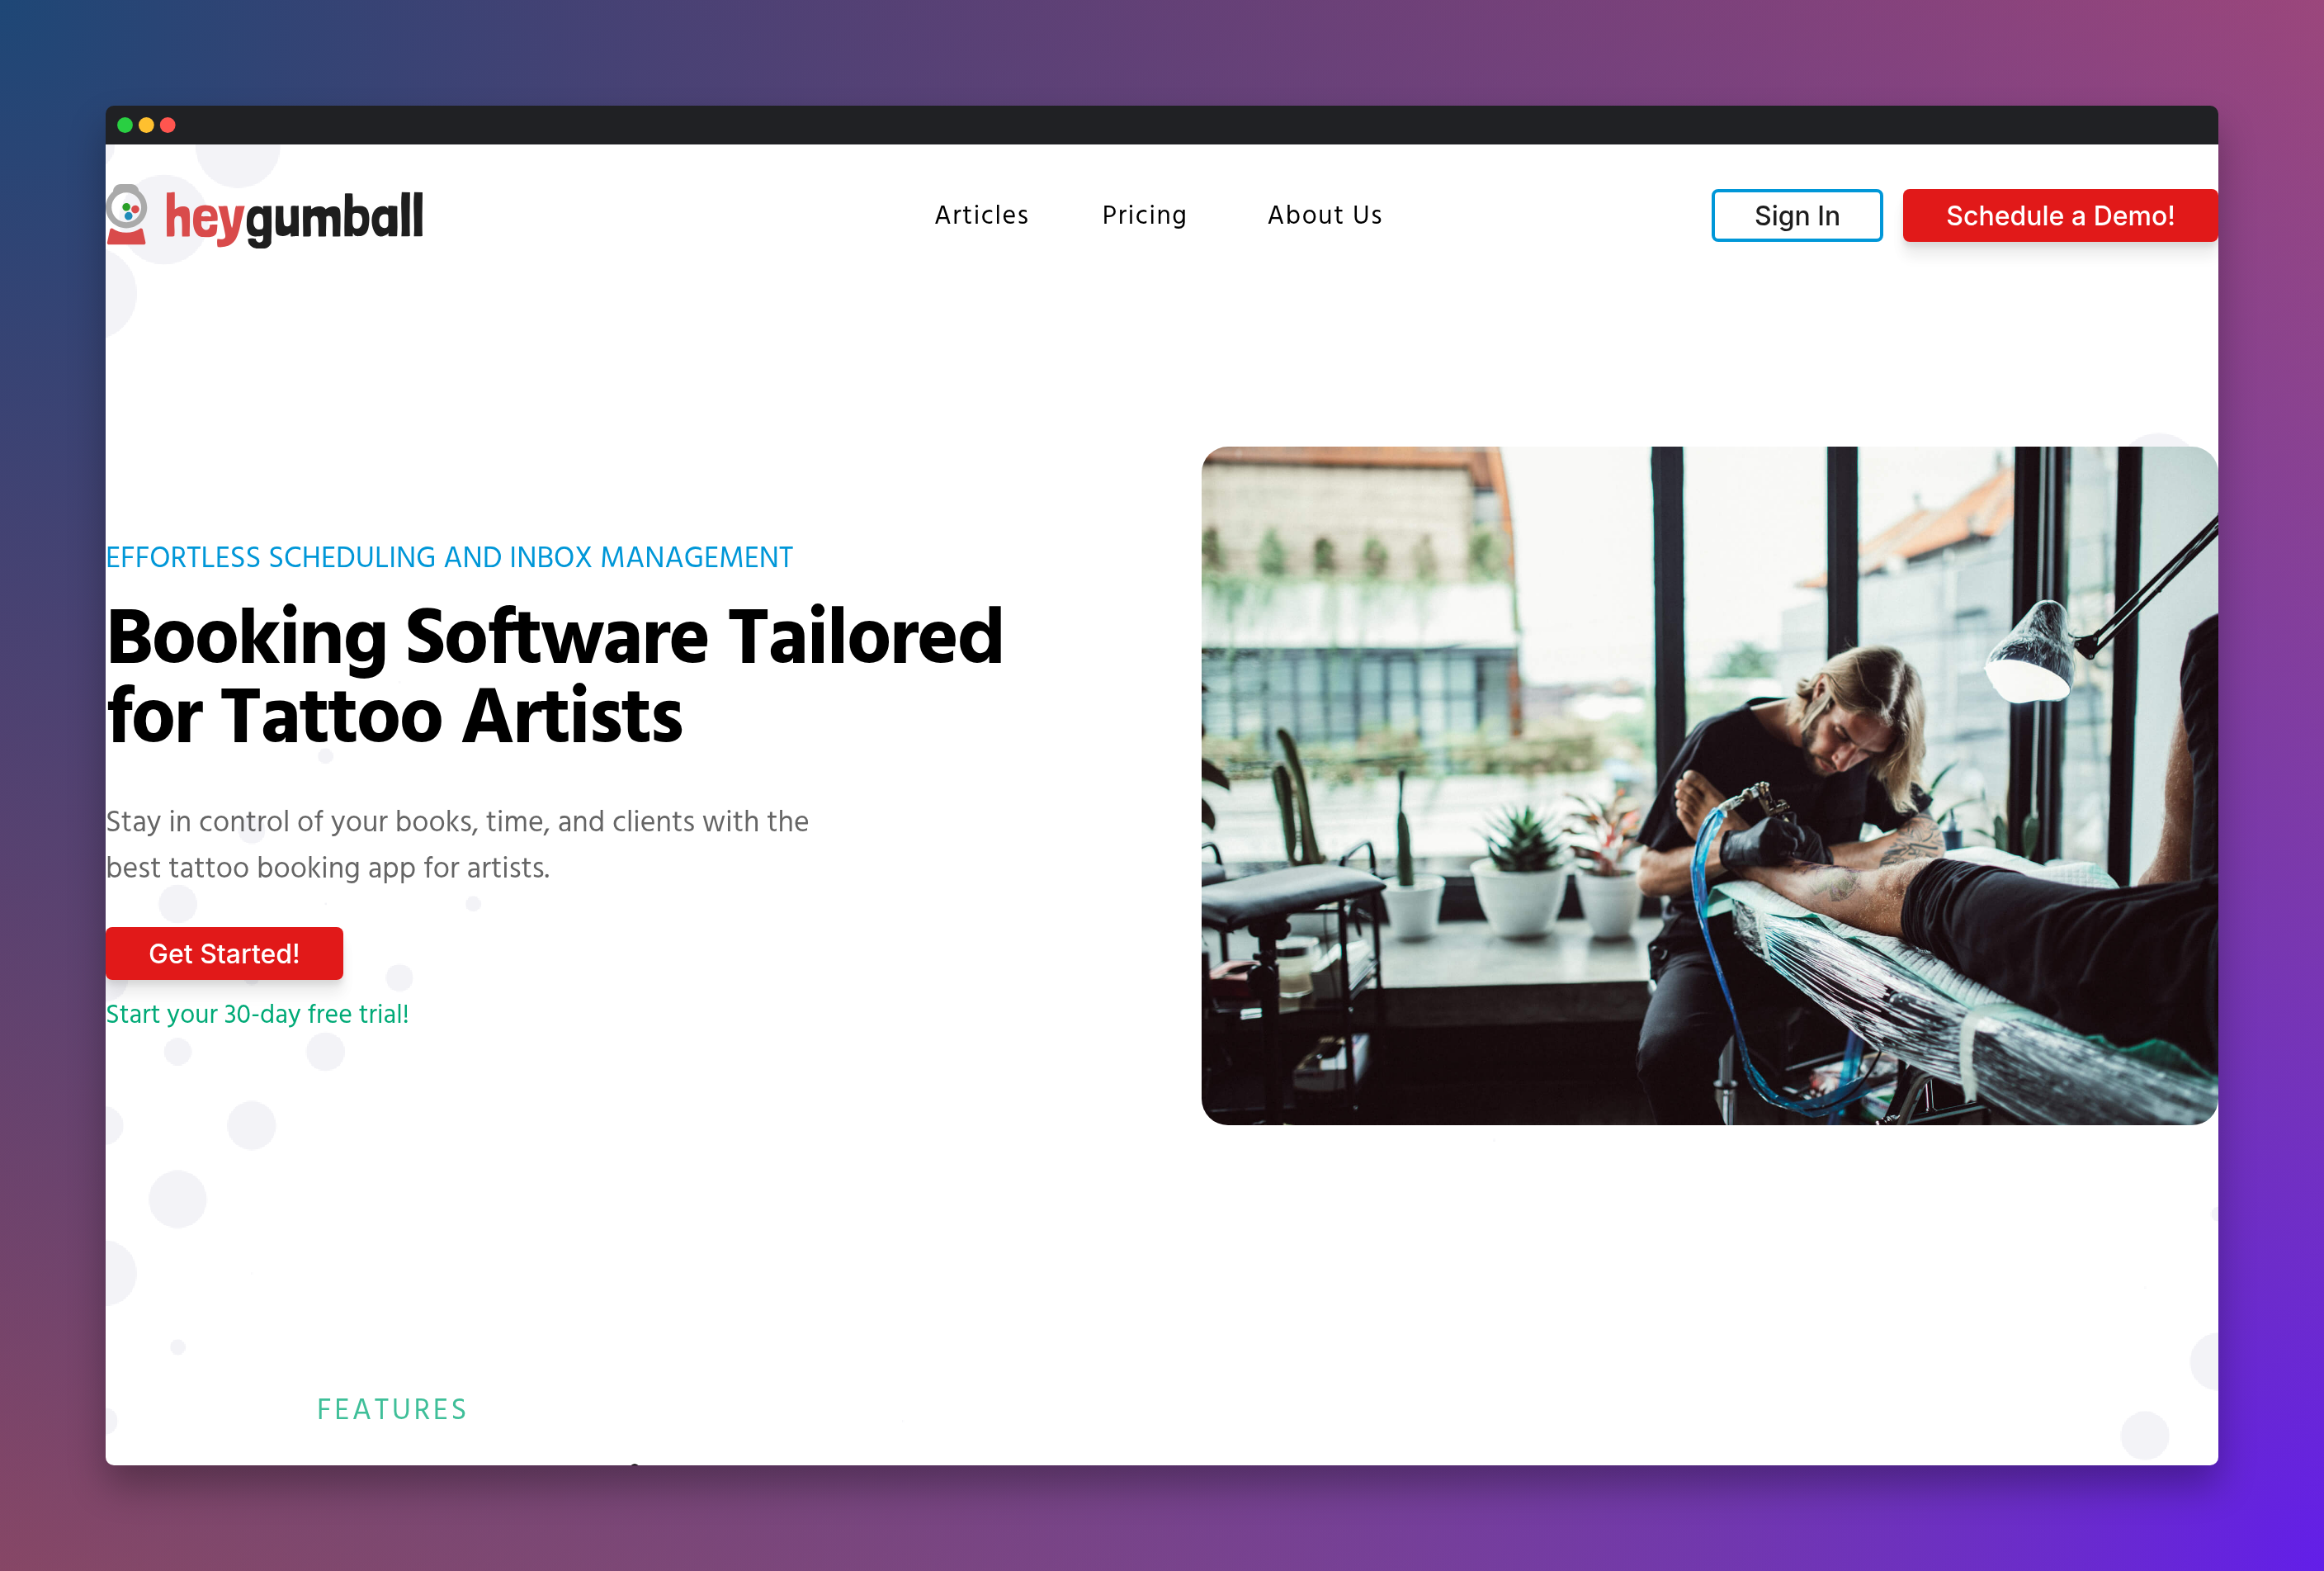 heygumball
Articles
Pricing
About Us
Sign In
Schedule a Demo!
EFFORTLESS SCHEDULING AND INBOX MANAGEMENT
Booking Software Tailored
for Tattoo Artists
Stay in control of your books, time, and clients with the
best tattoo booking app for artists.
Get Started!
Start your 30-day free trial!
FEATURES